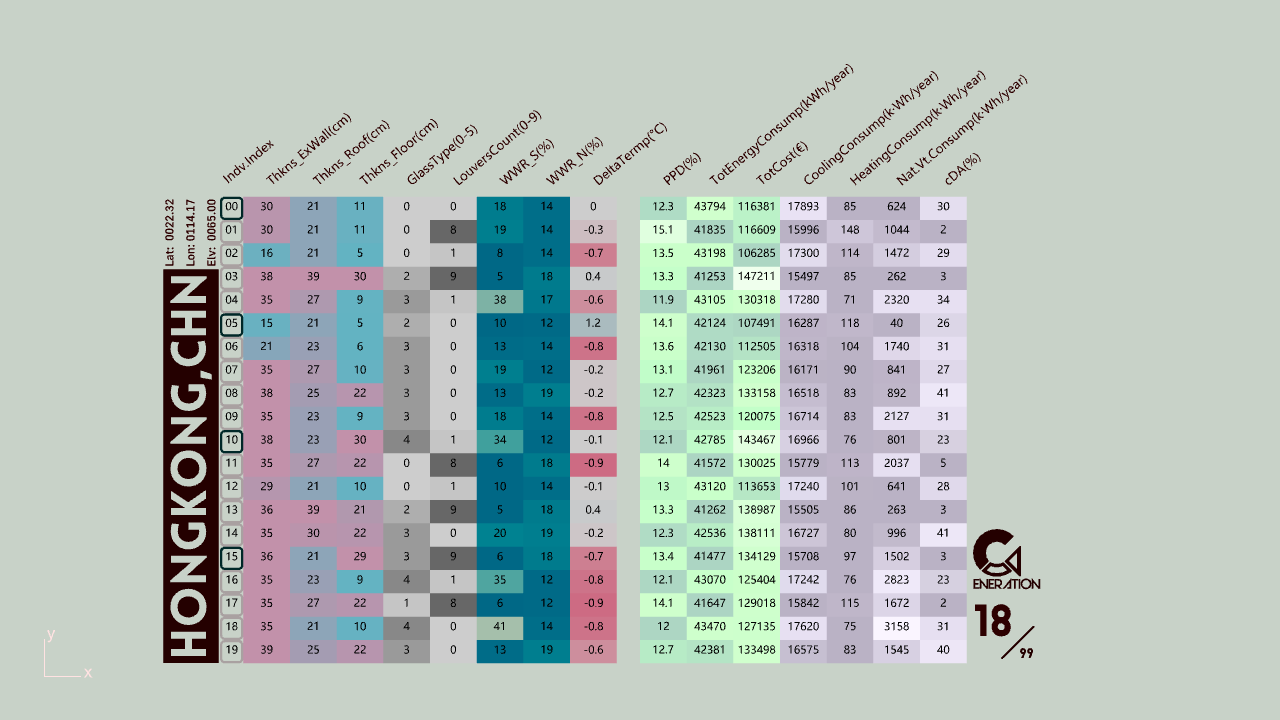 Indv.Index Thkns_ExWall(cm) Thkns_Roof(cm) Thkns_Floor(cm) GlassType(0-5) LouversCount(0-9) WWR_S(%) WWR_N(%) DeltaTermp(°C) PPD(%) TotEnergyConsump(kWh/year) TotCost(€) CoolingConsump(k·Wh/year) HeatingConsump(k·Wh/year) Nat.Vt.Consump(k·Wh/year) cDA(%)
Lat: 0022.32
Lon: 0114.17
Elv: 0065.00
HONGKONG,CHN
00 30 21 11 0 0 18 14 0 12.3 43794 116381 17893 85 624 30
01 30 21 11 0 8 19 14 -0.3 15.1 41835 116609 15996 148 1044 2
02 16 21 5 0 1 8 14 -0.7 13.5 43198 106285 17300 114 1472 29
03 38 39 30 2 9 5 18 0.4 13.3 41253 147211 15497 85 262 3
04 35 27 9 3 1 38 17 -0.6 11.9 43105 130318 17280 71 2320 34
05 15 21 5 2 0 10 12 1.2 14.1 42124 107491 16287 118 40 26
06 21 23 6 3 0 13 14 -0.8 13.6 42130 112505 16318 104 1740 31
07 35 27 10 3 0 19 12 -0.2 13.1 41961 123206 16171 90 841 27
08 38 25 22 3 0 13 19 -0.2 12.7 42323 133158 16518 83 892 41
09 35 23 9 3 0 18 14 -0.8 12.5 42523 120075 16714 83 2127 31
10 38 23 30 4 1 34 12 -0.1 12.1 42785 143467 16966 76 801 23
11 35 27 22 0 8 6 18 -0.9 14 41572 130025 15779 113 2037 5
12 29 21 10 0 1 10 14 -0.1 13 43120 113653 17240 101 641 28
13 36 39 21 2 9 5 18 0.4 13.3 41262 138987 15505 86 263 3
14 35 30 22 3 0 20 19 -0.2 12.3 42536 138111 16727 80 996 41
15 36 21 29 3 9 6 18 -0.7 13.4 41477 134129 15708 97 1502 3
16 35 23 9 4 1 35 12 -0.8 12.1 43070 125404 17242 76 2823 23
17 35 27 22 1 8 6 12 -0.9 14.1 41647 129018 15842 115 1672 2
18 35 21 10 4 0 41 14 -0.8 12 43470 127135 17620 75 3158 31
19 39 25 22 3 0 13 19 -0.6 12.7 42381 133498 16575 83 1545 40
ENERATION
18/99
y
x